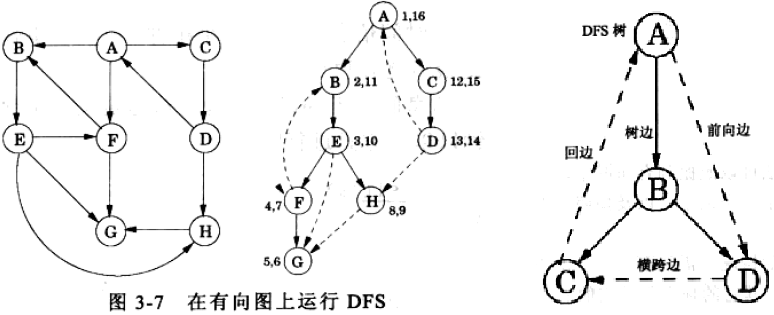 B A C
E F D
G H
A 1,16
B 2,11 C 12,15
E 3,10 D 13,14
4,7 F H 8,9
5,6 G
图 3-7 在有向图上运行 DFS
DFS 树 A
回边 树边 前向边
B
C 横跨边 D